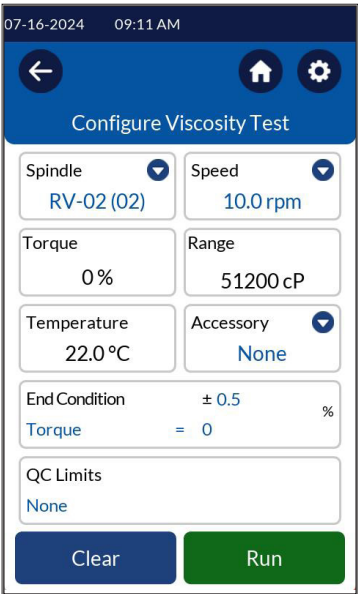 07-16-2024 09:11 AM
Configure Viscosity Test
Spindle
RV-02 (02)
Speed
10.0 rpm
Torque
0 %
Range
51200 cP
Temperature
22.0 °C
Accessory
None
End Condition ± 0.5
%
Torque = 0
QC Limits
None
Clear
Run